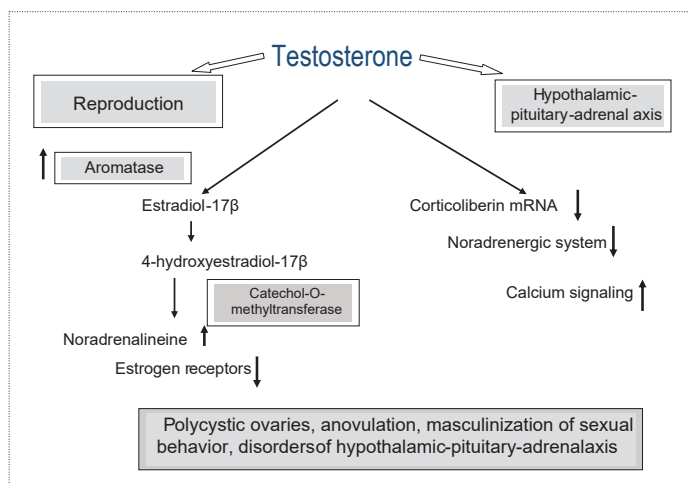 Testosterone
Reproduction
Hypothalamic-
pituitary-adrenal axis
Aromatase
Estradiol-17β
4-hydroxyestradiol-17β
Catechol-O-
methyltransferase
Noradrenalineine
Estrogen receptors
Corticoliberin mRNA
Noradrenergic system
Calcium signaling
Polycystic ovaries, anovulation, masculinization of sexual
behavior, disordersof hypothalamic-pituitary-adrenalaxis